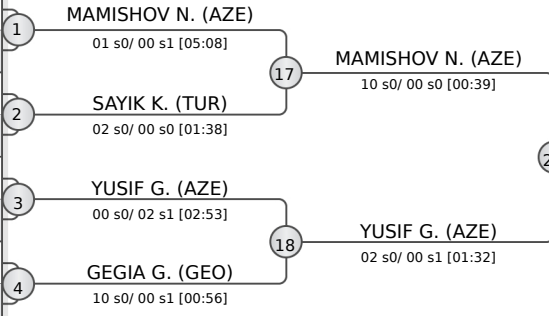 MAMISHOV N. (AZE)
1
01 s0/ 00 s1 [05:08]
17
MAMISHOV N. (AZE)
10 s0/ 00 s0 [00:39]
SAYIK K. (TUR)
2
02 s0/ 00 s0 [01:38]
YUSIF G. (AZE)
3
00 s0/ 02 s1 [02:53]
18
YUSIF G. (AZE)
02 s0/ 00 s1 [01:32]
GEGIA G. (GEO)
4
10 s0/ 00 s1 [00:56]